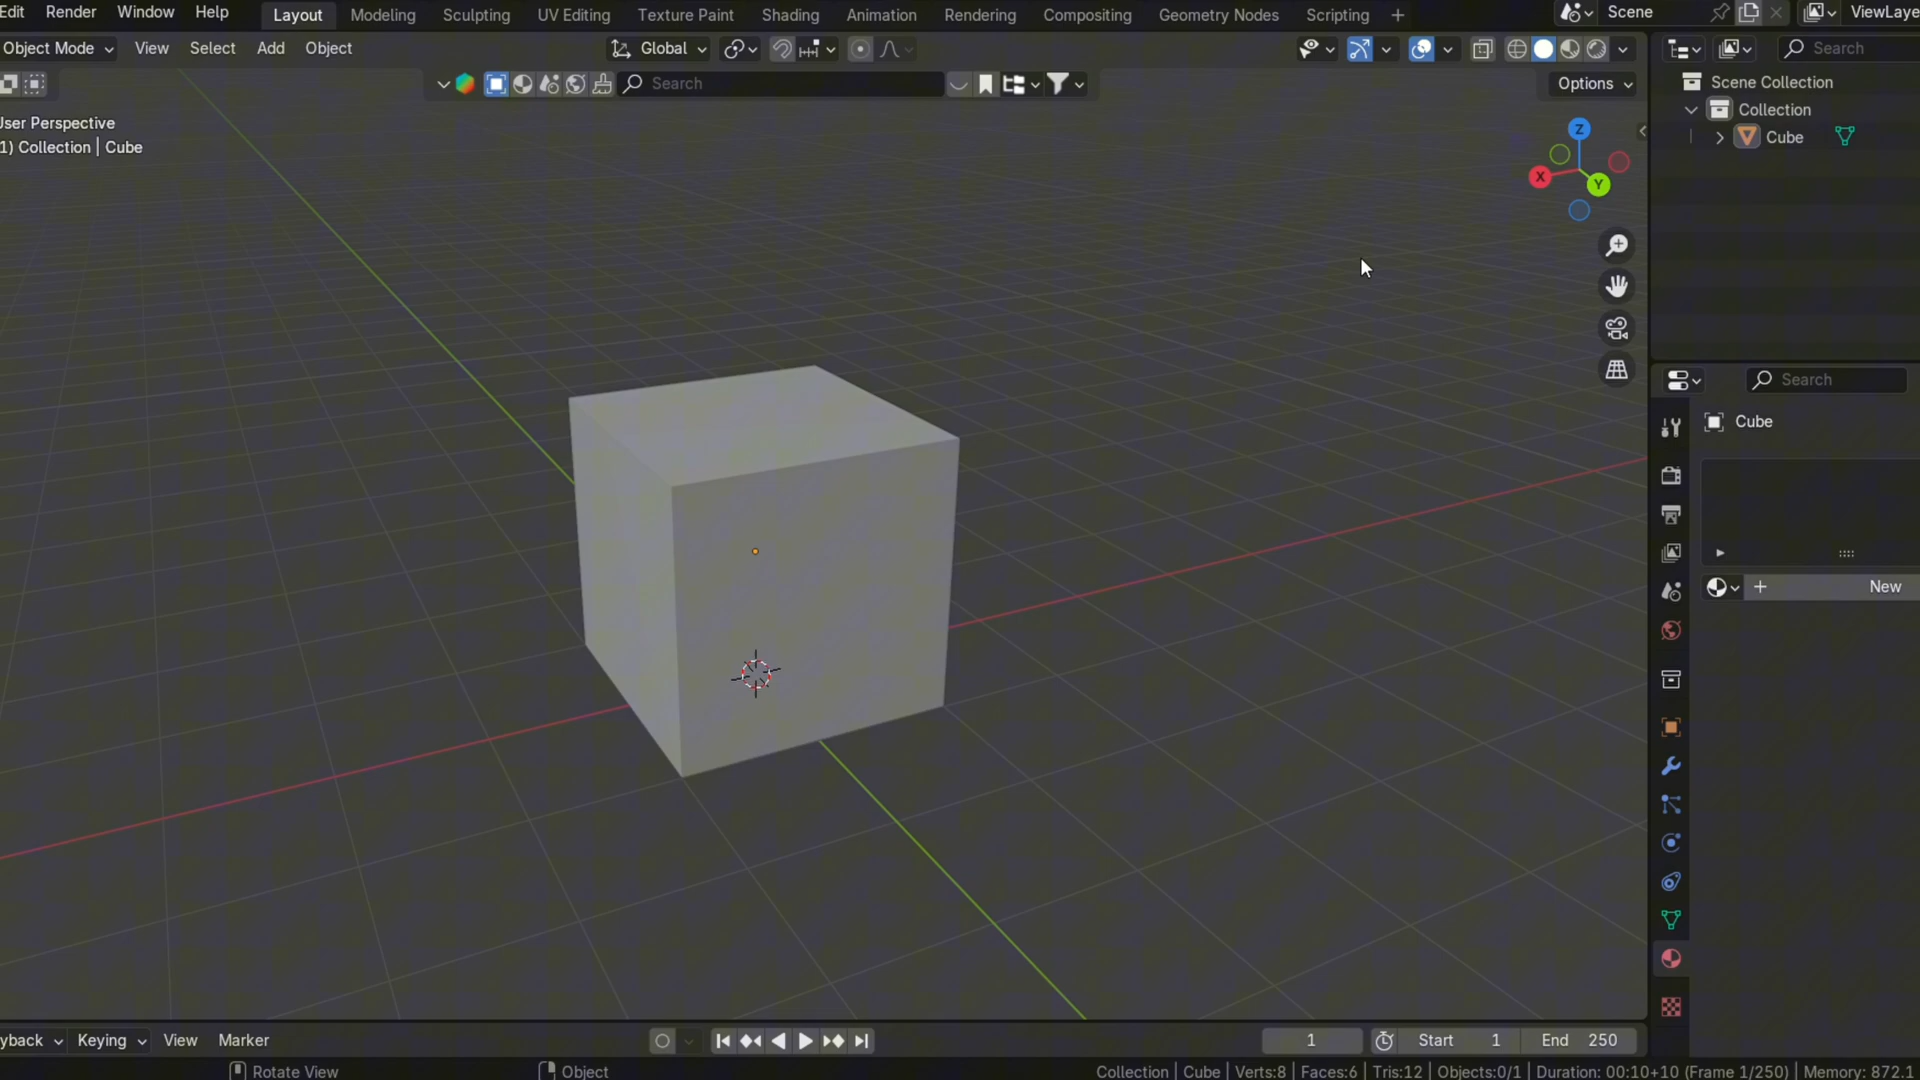 Edit Render Window Help Layout Modeling Sculpting UV Editing Texture Paint Shading Animation Rendering Compositing Geometry Nodes Scripting + Scene ViewLaye
Object Mode View Select Add Object Global Search
Search Options
User Perspective
1) Collection | Cube
Scene Collection
Collection
Cube
Z
X
Y
Search
Cube
+ New
yback Keying View Marker 1 Start 1 End 250
Rotate View Object Collection | Cube | Verts:8 | Faces:6 | Tris:12 | Objects:0/1 | Duration: 00:10+10 (Frame 1/250) | Memory: 872.1